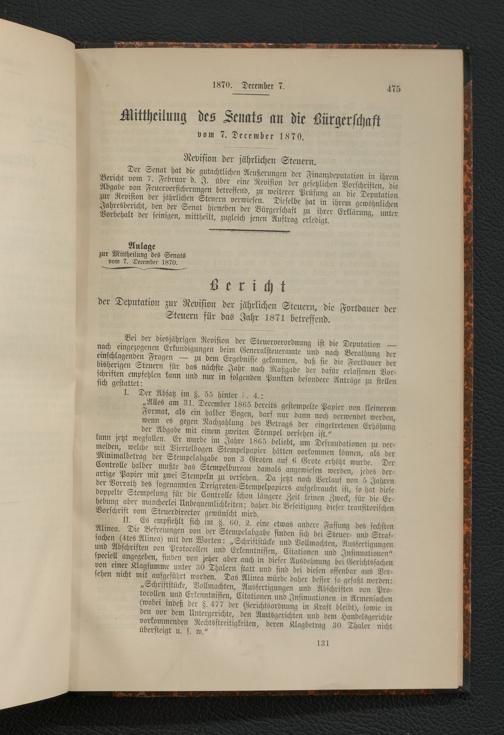 1870. December 7.
475
Mittheilung des Senats an die Bürgerschaft
vom 7. December 1870.
Revision der jährlichen Steuern.
Der Senat hat die gutachtlichen Aeußerungen der Finanzdeputation in ihrem
Bericht vom 7. Februar d. J. über eine Revision der gesetzlichen Vorschriften, die
Abgabe von Feuerversicherungen betreffend, zu weiterer Prüfung an die Deputation
zur Revision der jährlichen Steuern verwiesen. Dieselbe hat in ihrem gewöhnlichen
Jahresbericht, den der Senat hieneben der Bürgerschaft zu ihrer Erklärung, unter
Vorbehalt der seinigen, mittheilt, zugleich jenen Auftrag erledigt.
Anlage
zur Mittheilung des Senats
vom 7. December 1870.
Bericht
der Deputation zur Revision der jährlichen Steuern, die Fortdauer der
Steuern für das Jahr 1871 betreffend.
Bei der diesjährigen Revision der Steuerverordnung ist die Deputation —
nach eingezogenen Erkundigungen beim Generalsteueramte und nach Berathung der
einschlagenden Fragen — zu dem Ergebnisse gekommen, daß sie die Fortdauer der
bisherigen Steuern für das nächste Jahr nach Maßgabe der dafür erlassenen Vor-
schriften empfehlen kann und nur in folgenden Punkten besondere Anträge zu stellen
sich gestattet:
I. Der Absatz im §. 55 hinter 4.:
„Alles am 31. December 1865 bereits gestempelte Papier von kleinerem
Format, als ein halber Bogen, darf nur dann noch verwendet werden,
wenn es gegen Nachzahlung des Betrags der eingetretenen Erhöhung
der Abgabe mit einem zweiten Stempel versehen ist.“
kann jetzt wegfallen. Er wurde im Jahre 1865 beliebt, um Defraudationen zu ver-
meiden, welche mit Viertelbogen Stempelpapier hätten vorkommen können, als der
Minimalbetrag der Stempelabgabe von 3 Groten auf 6 Grote erhöht wurde. Der
Controlle halber mußte das Stempelbureau damals angewiesen werden, jedes der-
artige Papier mit zwei Stempeln zu versehen. Da jetzt nach Verlauf von 5 Jahren
der Vorrath des sogenannten Dreigroten-Stempelpapiers aufgebraucht ist, so hat diese
doppelte Stempelung für die Controlle schon längere Zeit keinen Zweck, für die Er-
hebung aber mancherlei Unbequemlichkeiten; daher die Beseitigung dieser transitorischen
Vorschrift vom Steuerdirektor gewünscht wird.
II. Es empfiehlt sich im §. 60. 2. eine etwas andere Fassung des sechsten
Alinea. Die Befreiungen von der Stempelabgabe finden sich bei Steuer- und Straf-
sachen (4tes Alinea) mit den Worten: „Schriftstücke und Vollmachten, Ausfertigungen
und Abschriften von Protocollen und Erkenntnissen, Citationen und Insinuationen“
speciell angegeben, finden von jeher aber auch in dieser Ausdehnung bei Gerichtssachen
von einer Klagsumme unter 30 Thalern statt und sind bei diesen offenbar aus Ver-
sehen nicht mit aufgeführt worden. Das Alinea würde daher besser so gefaßt werden:
„Schriftstücke, Vollmachten, Ausfertigungen und Abschriften von Pro-
tocollen und Erkenntnissen, Citationen und Insinuationen in Armensachen
(wobei indeß der §. 477 der Gerichtsordnung in Kraft bleibt), sowie in
den vor dem Untergerichte, den Amtsgerichten und dem Handelsgerichte
vorkommenden Rechtsstreitigkeiten, deren Klagbetrag 30 Thaler nicht
übersteigt u. s. w.“
131